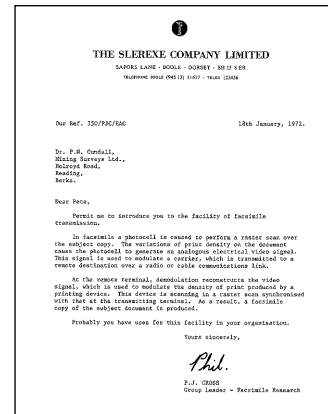 THE SLEREXE COMPANY LIMITED
SAPORS LANE - BOOLE - DORSET - BH 25 8 ER
TELEPHONE BOOLE (945 13) 51617 - TELEX 123456
Our Ref. 350/PJC/EAC 18th January, 1972.
Dr. P.N. Cundall,
Mining Surveys Ltd.,
Holroyd Road,
Reading,
Berks.
Dear Pete,
Permit me to introduce you to the facility of facsimile
transmission.
In facsimile a photocell is caused to perform a raster scan over
the subject copy. The variations of print density on the document
cause the photocell to generate an analogous electrical video signal.
This signal is used to modulate a carrier, which is transmitted to a
remote destination over a radio or cable communications link.
At the remote terminal, demodulation reconstructs the video
signal, which is used to modulate the density of print produced by a
printing device. This device is scanning in a raster scan synchronised
with that at the transmitting terminal. As a result, a facsimile
copy of the subject document is produced.
Probably you have uses for this facility in your organisation.
Yours sincerely,
Phil.
P.J. CROSS
Group Leader - Facsimile Research